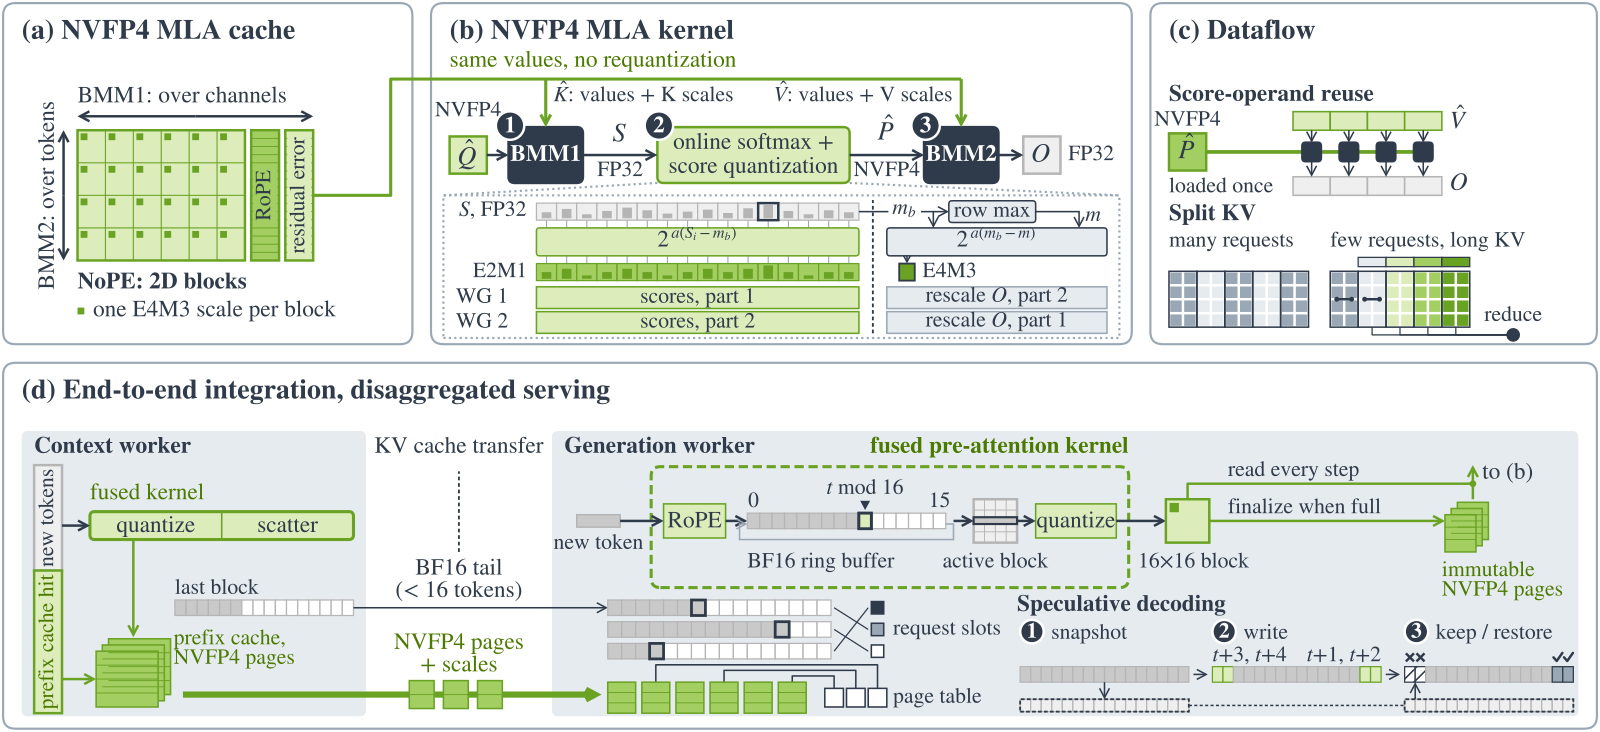 (a) NVFP4 MLA cache
BMM1: over channels
BMM2: over tokens
RoPE
residual error
NoPE: 2D blocks
one E4M3 scale per block
(b) NVFP4 MLA kernel
same values, no requantization
K̂: values + K scales
V̂: values + V scales
NVFP4
Q̂
1
BMM1
S
FP32
2
online softmax +
score quantization
P̂
NVFP4
3
BMM2
O
FP32
S, FP32
m_b
row max
m
2^{a(S_i − m_b)}
2^{a(m_b − m)}
E2M1
E4M3
WG 1
scores, part 1
rescale O, part 2
WG 2
scores, part 2
rescale O, part 1
(c) Dataflow
Score-operand reuse
NVFP4
P̂
V̂
loaded once
O
Split KV
many requests
few requests, long KV
reduce
(d) End-to-end integration, disaggregated serving
Context worker
new tokens
prefix cache hit
fused kernel
quantize
scatter
last block
prefix cache,
NVFP4 pages
KV cache transfer
BF16 tail
(< 16 tokens)
NVFP4 pages
+ scales
Generation worker
fused pre-attention kernel
new token
RoPE
0
t mod 16
15
BF16 ring buffer
active block
quantize
16×16 block
read every step
finalize when full
to (b)
immutable
NVFP4 pages
request slots
page table
Speculative decoding
1 snapshot
2 write
3 keep / restore
t+3, t+4
t+1, t+2